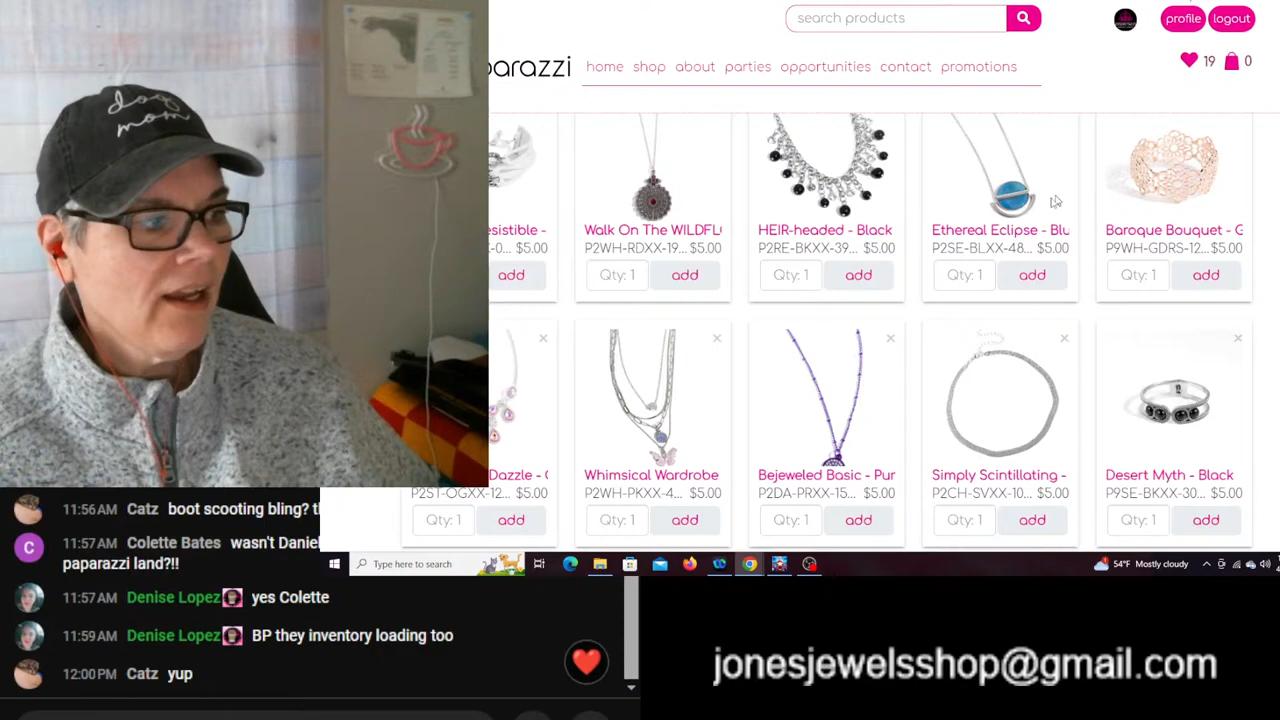 search products
profile
logout
parazzi
home shop about parties opportunities contact promotions
19 0
dog
mom
esistible - Walk On The WILDFL HEIR-headed - Black Ethereal Eclipse - Blu Baroque Bouquet - G
0... $5.00 P2WH-RDXX-19... $5.00 P2RE-BKXX-39... $5.00 P2SE-BLXX-48... $5.00 P9WH-GDRS-12... $5.00
add Qty: 1 add Qty: 1 add Qty: 1 add Qty: 1 add
Dazzle - Whimsical Wardrobe Bejeweled Basic - Pur Simply Scintillating - Desert Myth - Black
P2ST-OGXX-12... $5.00 P2WH-PKXX-4... $5.00 P2DA-PRXX-15... $5.00 P2CH-SVXX-10... $5.00 P9SE-BKXX-30... $5.00
Qty: 1 add Qty: 1 add Qty: 1 add Qty: 1 add Qty: 1 add
Type here to search
54°F Mostly cloudy
11:56AM Catz boot scooting bling?
C 11:57AM Colette Bates wasn't Daniel
paparazzi land?!!
11:57AM Denise Lopez yes Colette
11:59AM Denise Lopez BP they inventory loading too
12:00PM Catz yup
jonesjewelsshop@gmail.com